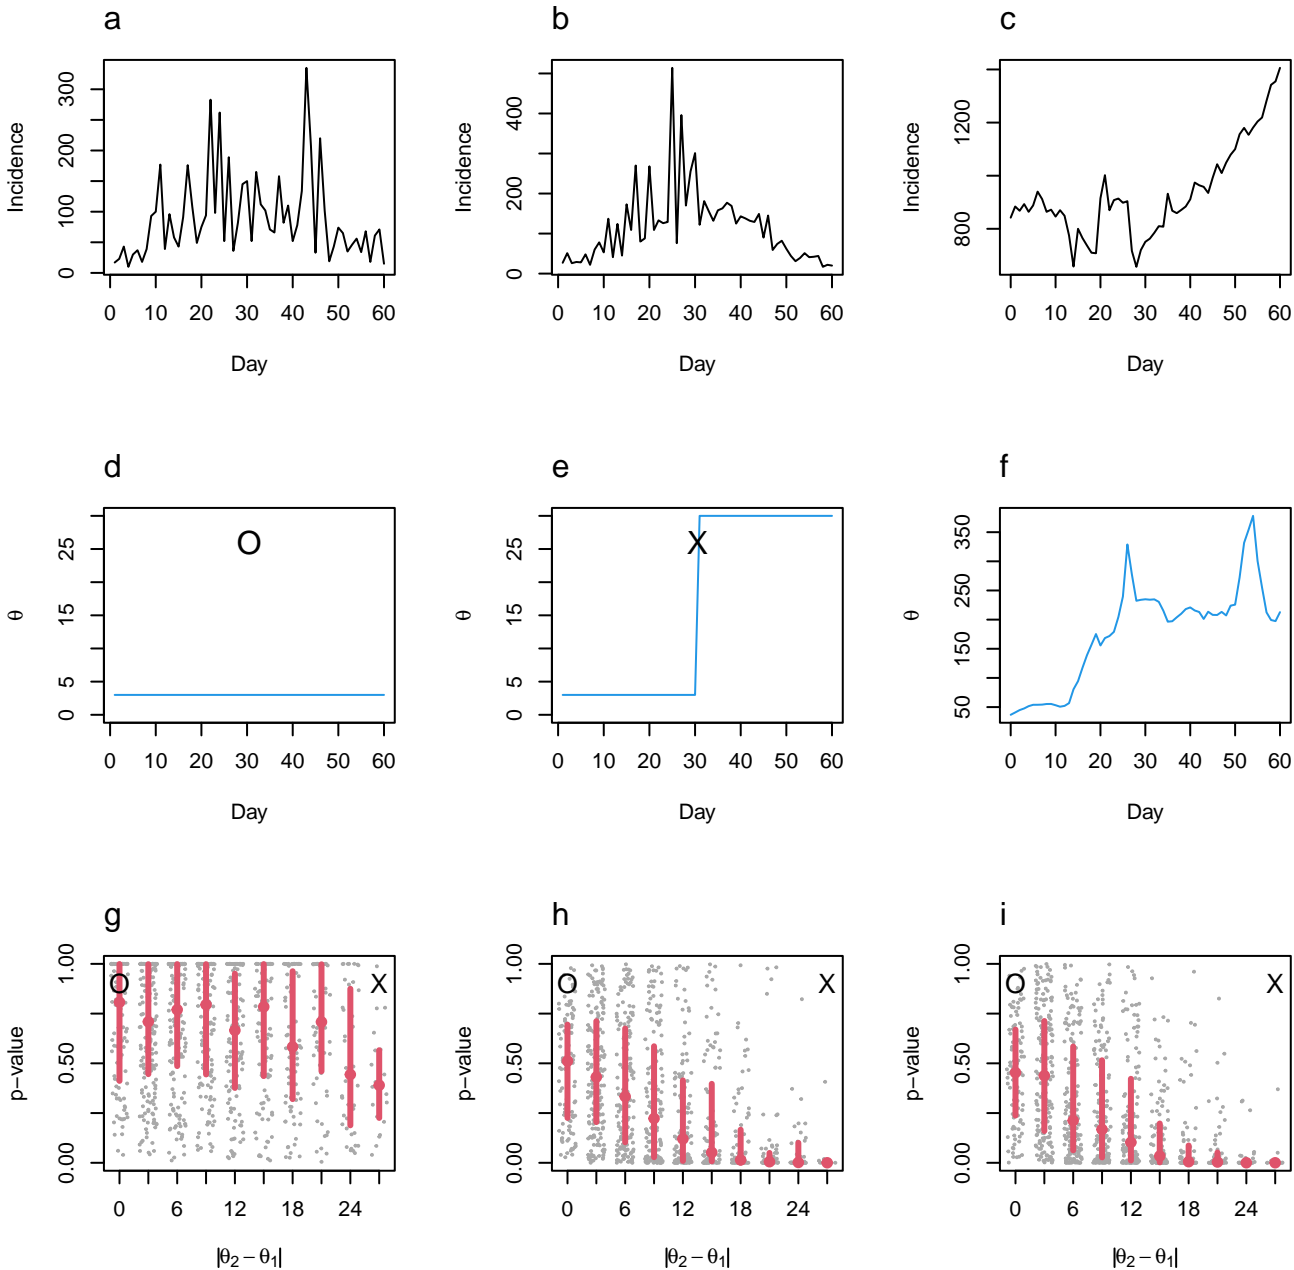 a b c
Incidence Incidence Incidence
300
200
100
0
400
200
0
1200
800
0 10 20 30 40 50 60 0 10 20 30 40 50 60 0 10 20 30 40 50 60
Day Day Day
d e f
O X
θ θ θ
25
15
5
0
25
15
5
0
350
250
150
50
0 10 20 30 40 50 60 0 10 20 30 40 50 60 0 10 20 30 40 50 60
Day Day Day
g h i
O X O X O X
p−value p−value p−value
1.00
0.50
0.00
1.00
0.50
0.00
1.00
0.50
0.00
0 6 12 18 24 0 6 12 18 24 0 6 12 18 24
|θ₂ − θ₁| |θ₂ − θ₁| |θ₂ − θ₁|